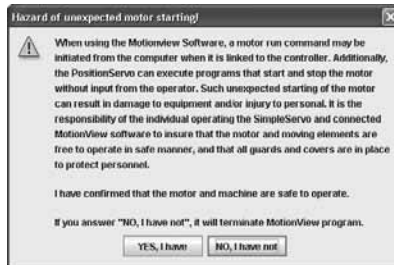 Hazard of unexpected motor starting!
When using the Motionview Software, a motor run command may be
initiated from the computer when it is linked to the controller. Additionally,
the PositionServo can execute programs that start and stop the motor
without input from the operator. Such unexpected starting of the motor
can result in damage to equipment and/or injury to personal. It is the
responsibility of the individual operating the SimpleServo and connected
MotionView software to insure that the motor and moving elements are
free to operate in safe manner, and that all guards and covers are in place
to protect personnel.
I have confirmed that the motor and machine are safe to operate.
If you answer "NO, I have not", it will terminate MotionView program.
YES, I have
NO, I have not